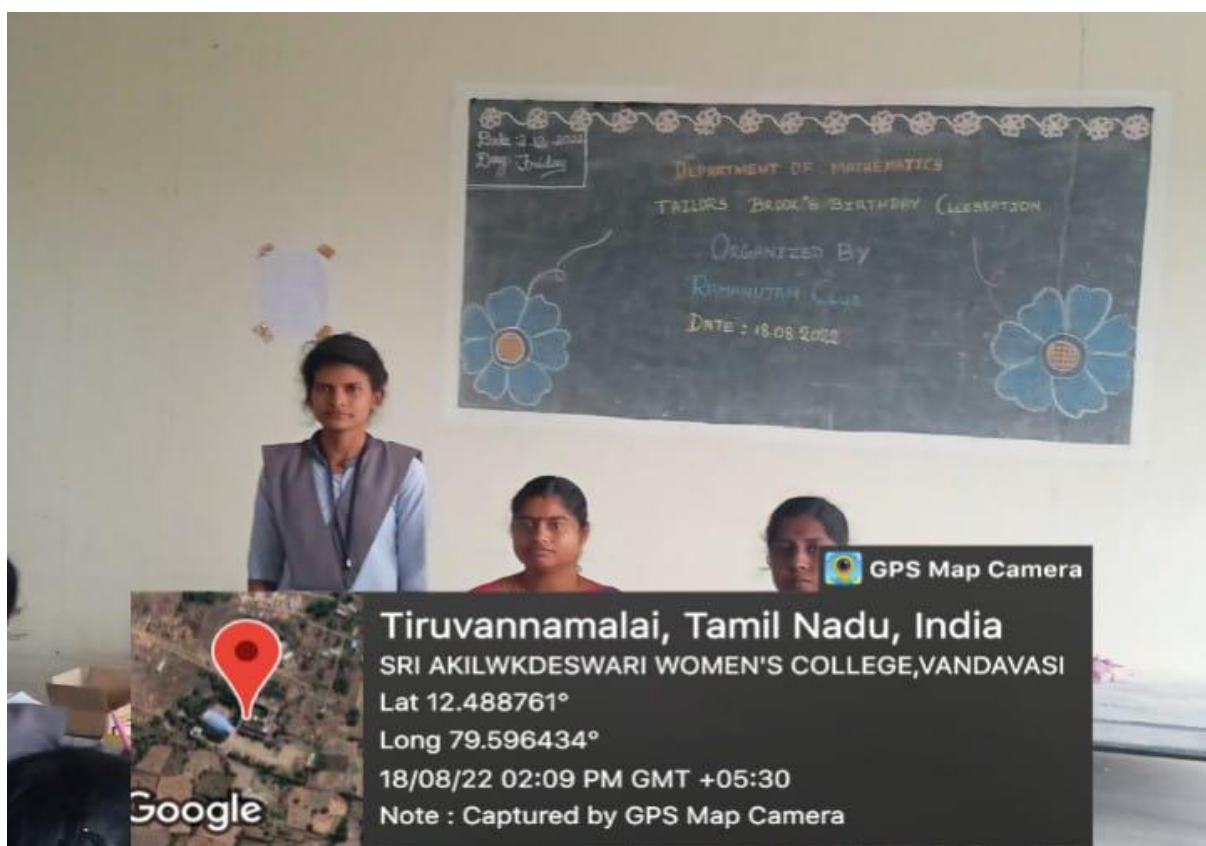 Date : 2.12.2022
Day: Friday
DEPARTMENT OF MATHEMATICS
TAILORS BROOK'S BIRTHDAY CLEBERATION
ORGANIZED BY
RAMANUJAM CLUB
DATE : 18.08.2022
GPS Map Camera
Tiruvannamalai, Tamil Nadu, India
SRI AKILWKDESWARI WOMEN'S COLLEGE,VANDAVASI
Lat 12.488761°
Long 79.596434°
18/08/22 02:09 PM GMT +05:30
Note : Captured by GPS Map Camera
Google